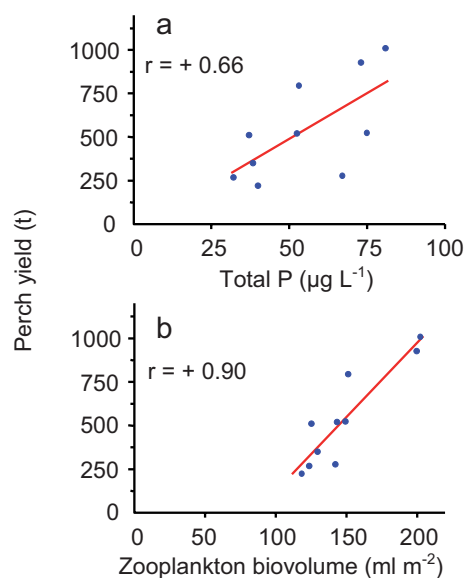 a
1000
r = + 0.66
750
500
250
0
0 25 50 75 100
Total P (µg L-1)
Perch yield (t)
b
1000
r = + 0.90
750
500
250
0
0 50 100 150 200
Zooplankton biovolume (ml m-2)